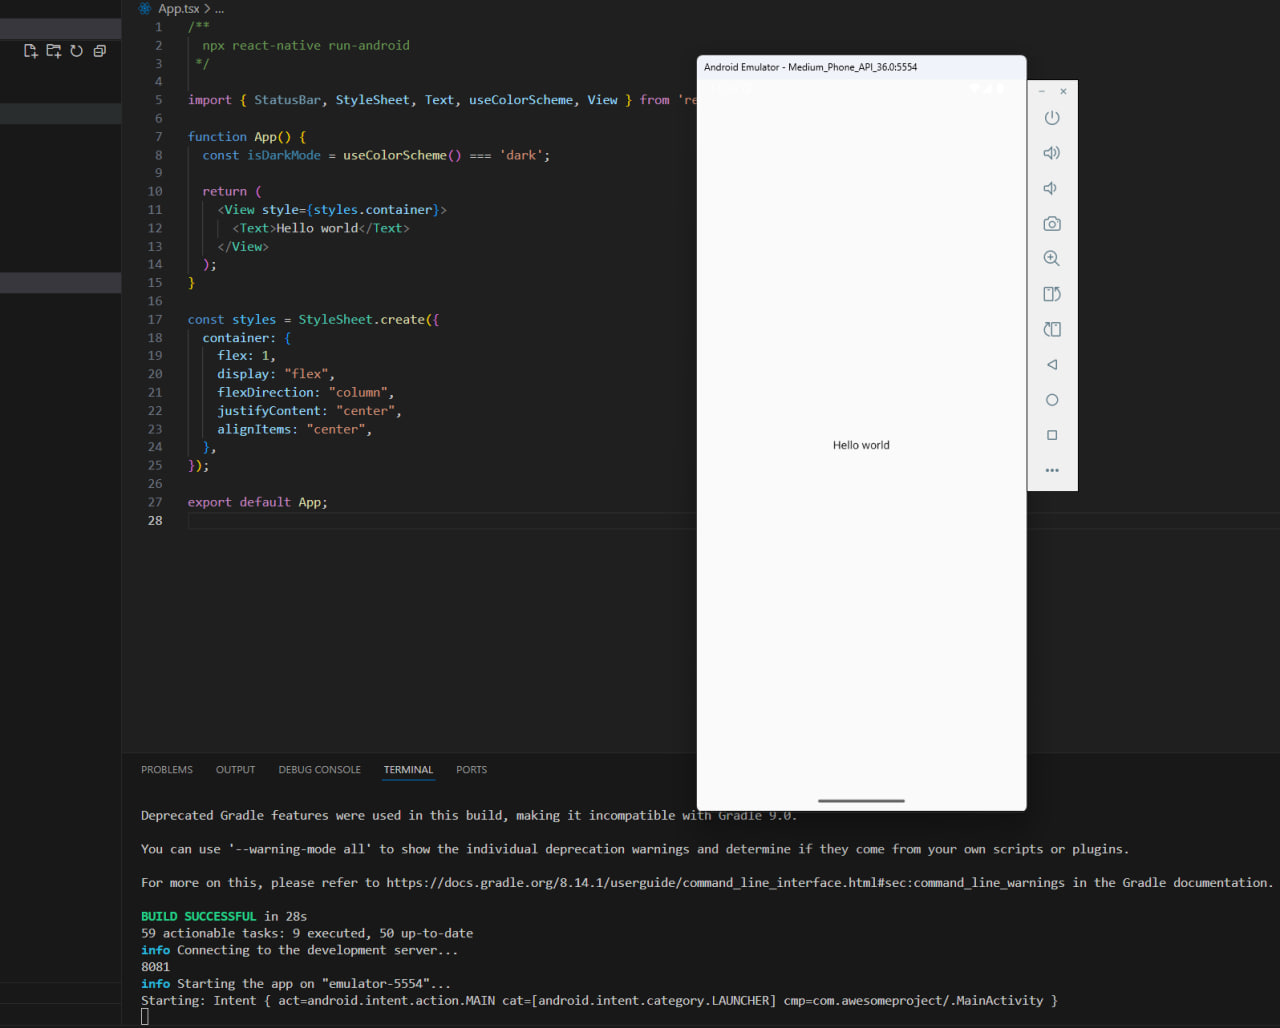 App.tsx > ...
1 /**
2 npx react-native run-android
3 */
4
5 import { StatusBar, StyleSheet, Text, useColorScheme, View } from 're
6
7 function App() {
8 const isDarkMode = useColorScheme() === 'dark';
9
10 return (
11 <View style={styles.container}>
12 <Text>Hello world</Text>
13 </View>
14 );
15 }
16
17 const styles = StyleSheet.create({
18 container: {
19 flex: 1,
20 display: "flex",
21 flexDirection: "column",
22 justifyContent: "center",
23 alignItems: "center",
24 },
25 });
26
27 export default App;
28
Android Emulator - Medium_Phone_API_36.0:5554
Hello world
PROBLEMS OUTPUT DEBUG CONSOLE TERMINAL PORTS
Deprecated Gradle features were used in this build, making it incompatible with Gradle 9.0.
You can use '--warning-mode all' to show the individual deprecation warnings and determine if they come from your own scripts or plugins.
For more on this, please refer to https://docs.gradle.org/8.14.1/userguide/command_line_interface.html#sec:command_line_warnings in the Gradle documentation.
BUILD SUCCESSFUL in 28s
59 actionable tasks: 9 executed, 50 up-to-date
info Connecting to the development server...
8081
info Starting the app on "emulator-5554"...
Starting: Intent { act=android.intent.action.MAIN cat=[android.intent.category.LAUNCHER] cmp=com.awesomeproject/.MainActivity }